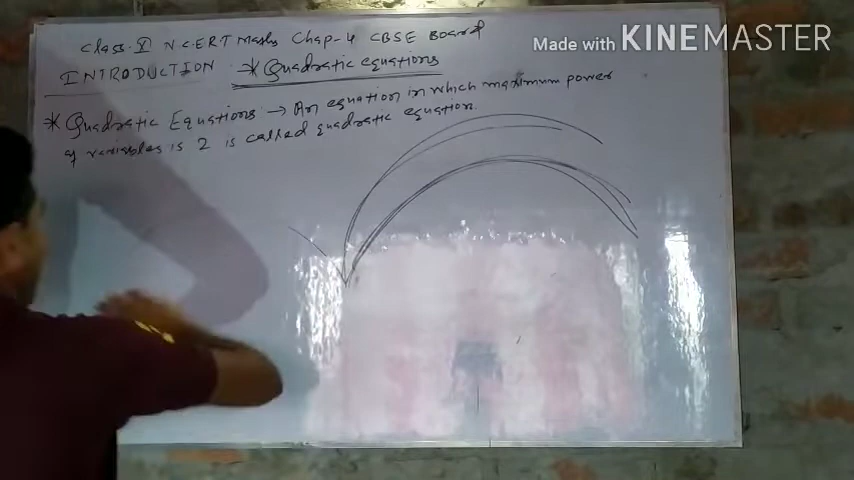 Class-X N.C.ERT Maths Chap-4 CBSE Board
INTRODUCTION * Quadratic equations
* Quadratic Equations → An equation in which maximum power
of variables is 2 is called quadratic equation.
Made with KINEMASTER